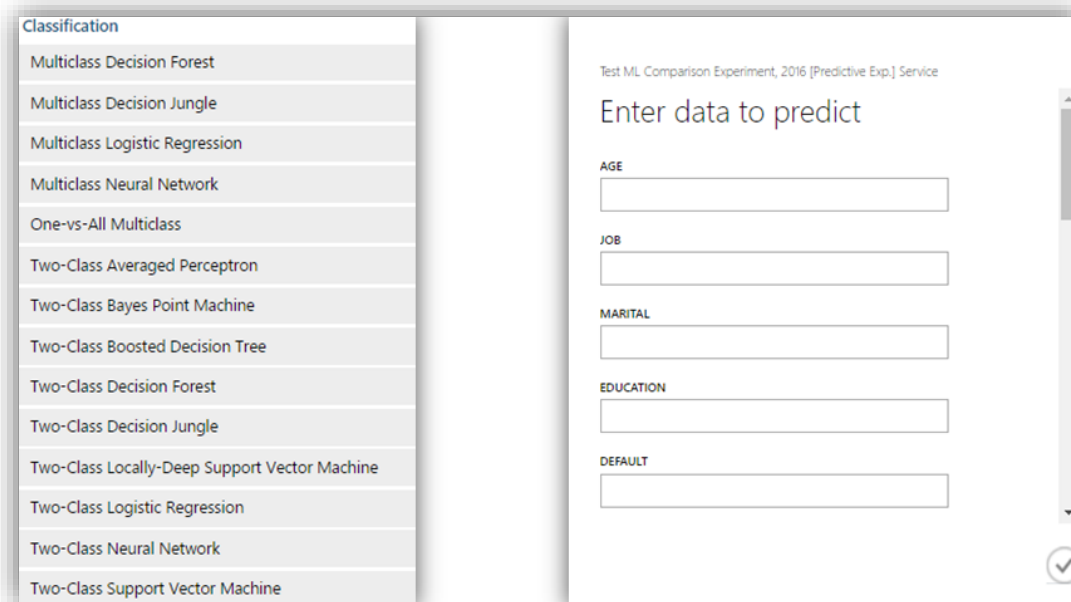 Classification
Multiclass Decision Forest
Multiclass Decision Jungle
Multiclass Logistic Regression
Multiclass Neural Network
One-vs-All Multiclass
Two-Class Averaged Perceptron
Two-Class Bayes Point Machine
Two-Class Boosted Decision Tree
Two-Class Decision Forest
Two-Class Decision Jungle
Two-Class Locally-Deep Support Vector Machine
Two-Class Logistic Regression
Two-Class Neural Network
Two-Class Support Vector Machine
Test ML Comparison Experiment, 2016 [Predictive Exp.] Service
Enter data to predict
AGE
JOB
MARITAL
EDUCATION
DEFAULT